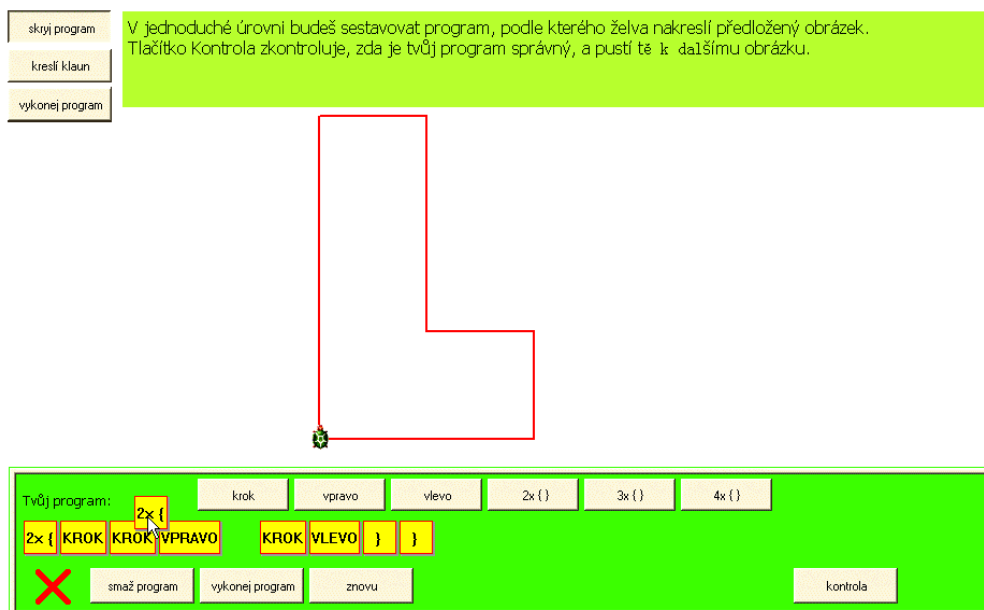 skryj program
kreslí klaun
vykonej program
V jednoduché úrovni budeš sestavovat program, podle kterého želva nakreslí předložený obrázek.
Tlačítko Kontrola zkontroluje, zda je tvůj program správný, a pustí tě k dalšímu obrázku.
Tvůj program:
krok vpravo vlevo 2x { } 3x { } 4x { }
2x {
2x { KROK KROK VPRAVO KROK VLEVO } }
smaž program vykonej program znovu kontrola